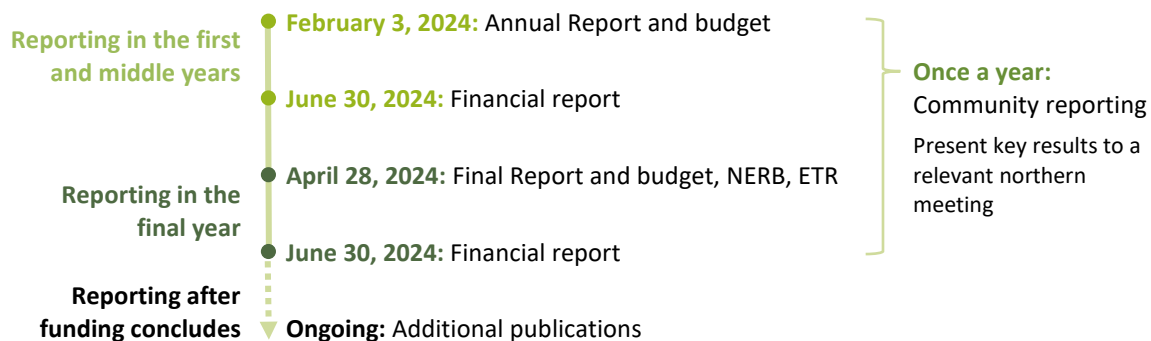 Reporting in the first
and middle years
February 3, 2024: Annual Report and budget
June 30, 2024: Financial report
Reporting in the
final year
April 28, 2024: Final Report and budget, NERB, ETR
June 30, 2024: Financial report
Reporting after
funding concludes
Ongoing: Additional publications
Once a year:
Community reporting
Present key results to a
relevant northern
meeting